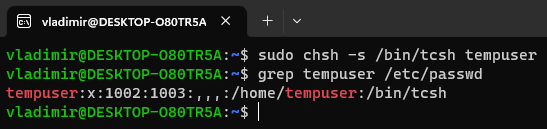 vladimir@DESKTOP-O80TR5A
vladimir@DESKTOP-O80TR5A:~$ sudo chsh -s /bin/tcsh tempuser
vladimir@DESKTOP-O80TR5A:~$ grep tempuser /etc/passwd
tempuser:x:1002:1003:,,,:/home/tempuser:/bin/tcsh
vladimir@DESKTOP-O80TR5A:~$